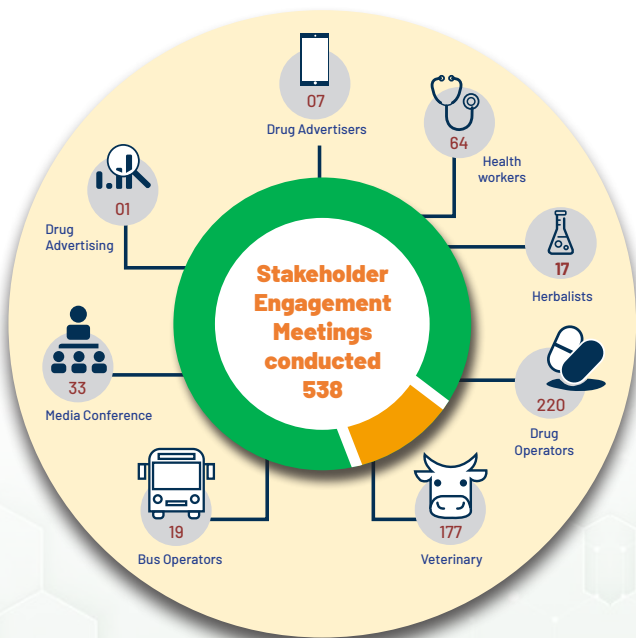 07
Drug Advertisers
64
Health
workers
17
Herbalists
220
Drug
Operators
177
Veterinary
19
Bus Operators
33
Media Conference
01
Drug
Advertising
Stakeholder
Engagement
Meetings
conducted
538